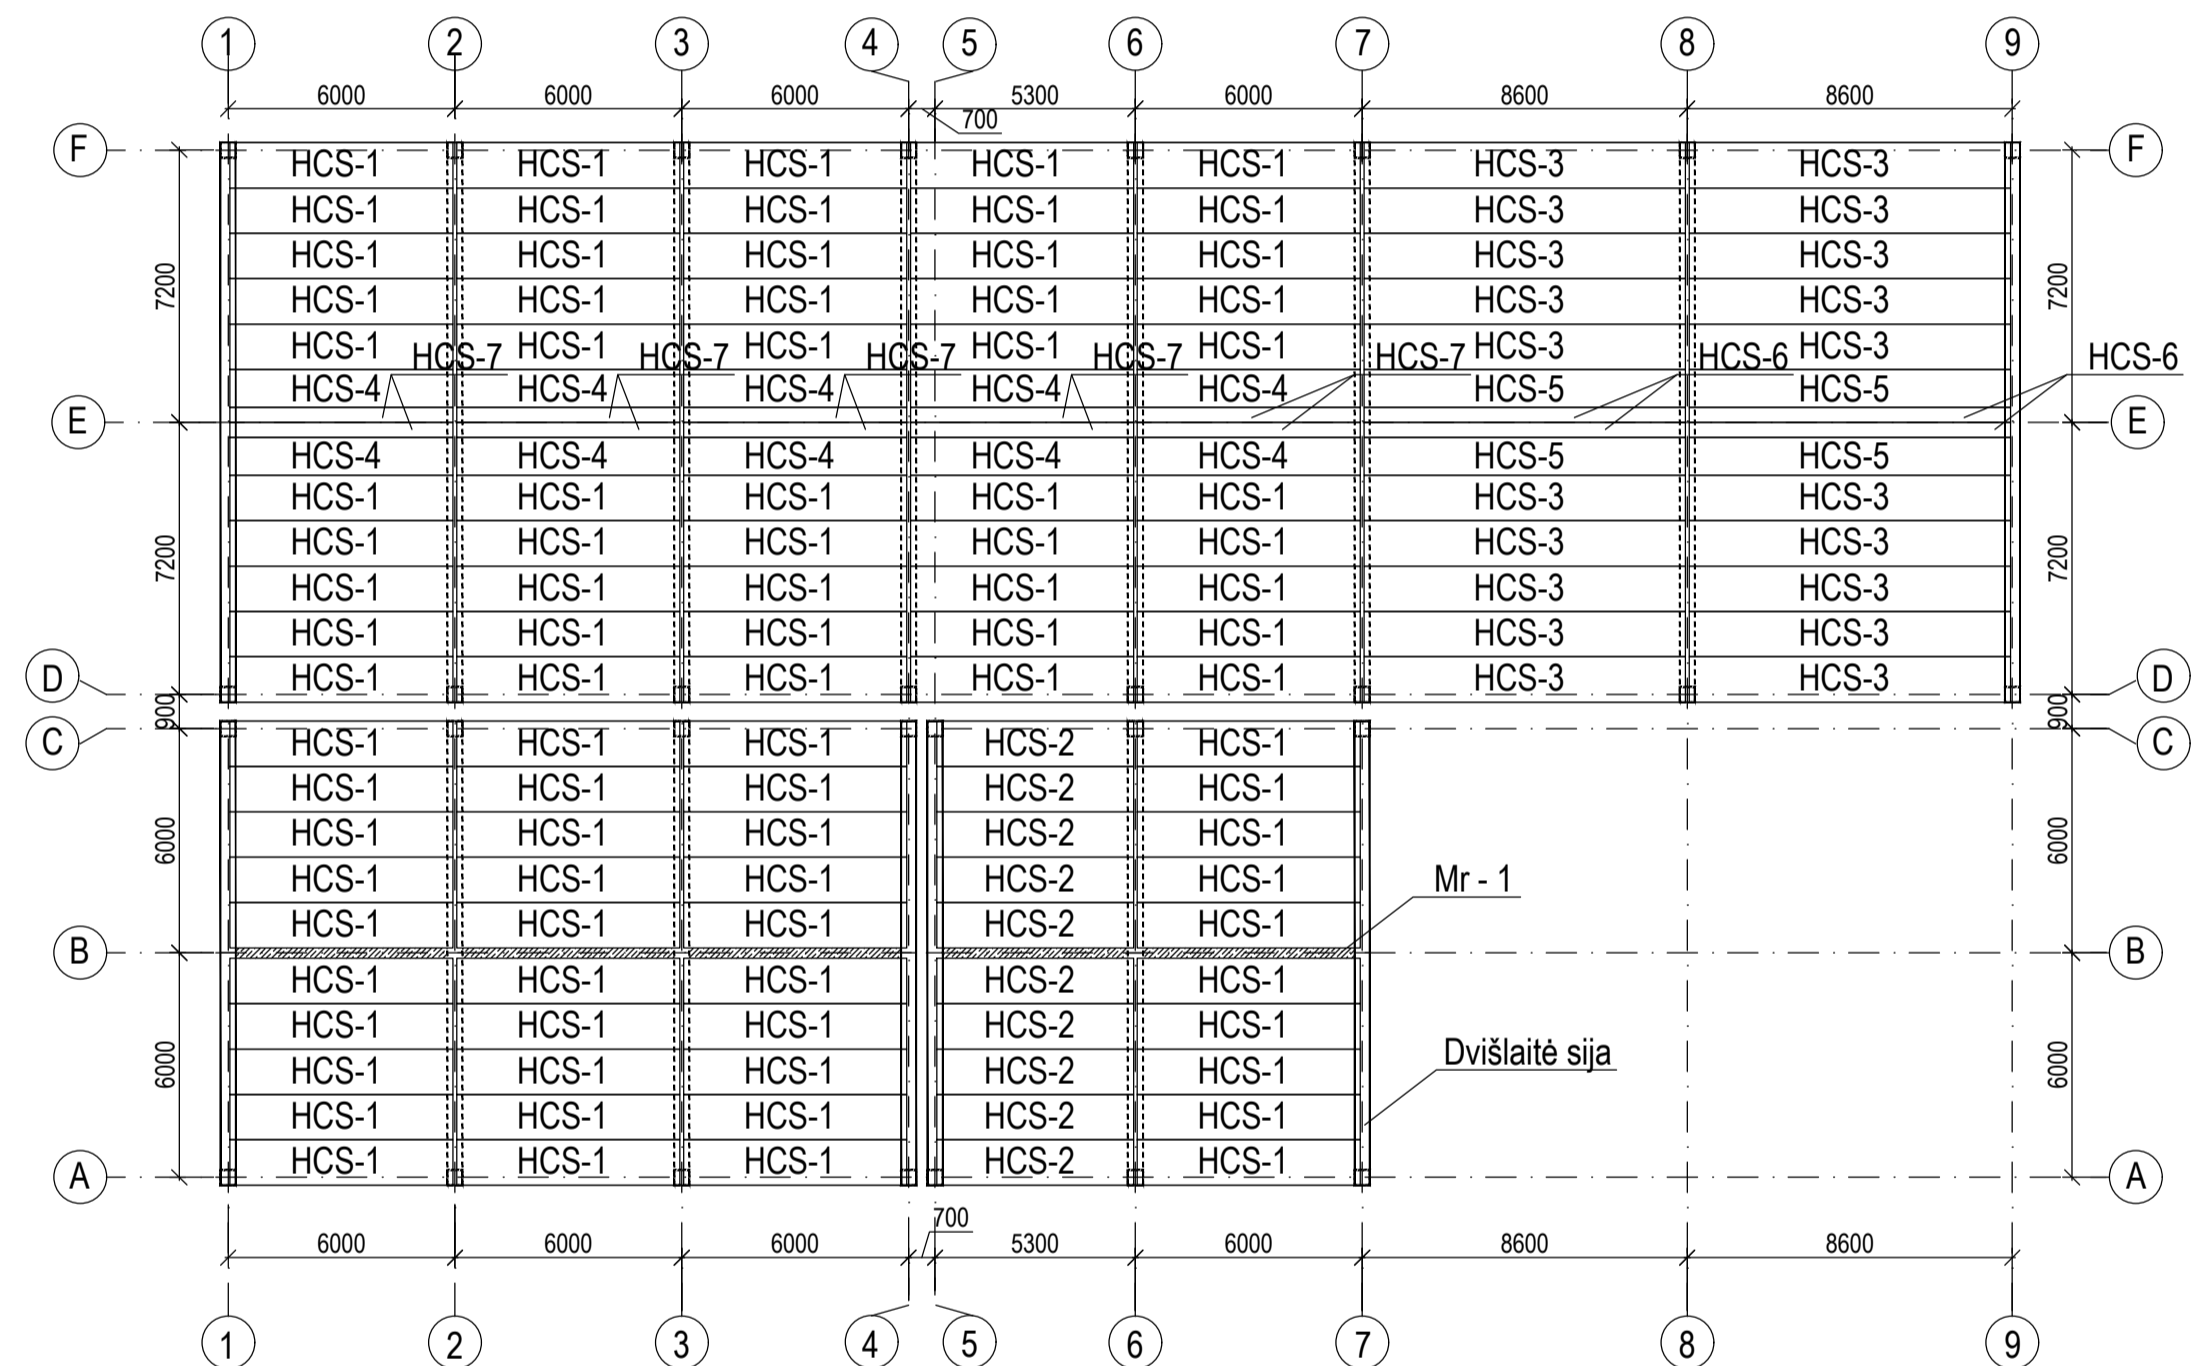 1 2 3 4 5 6 7 8 9
6000 6000 6000 5300 6000 8600 8600
700
F HCS-1 HCS-1 HCS-1 HCS-1 HCS-1 HCS-3 HCS-3 F
HCS-1 HCS-1 HCS-1 HCS-1 HCS-1 HCS-3 HCS-3
HCS-1 HCS-1 HCS-1 HCS-1 HCS-1 HCS-3 HCS-3
7200 HCS-1 HCS-1 HCS-1 HCS-1 HCS-1 HCS-3 HCS-3 7200
HCS-1 HCS-1 HCS-1 HCS-1 HCS-1 HCS-3 HCS-3
HCS-7 HCS-7 HCS-7 HCS-7 HCS-7 HCS-6 HCS-6
HCS-4 HCS-4 HCS-4 HCS-4 HCS-4 HCS-5 HCS-5
E E
HCS-4 HCS-4 HCS-4 HCS-4 HCS-4 HCS-5 HCS-5
HCS-1 HCS-1 HCS-1 HCS-1 HCS-1 HCS-3 HCS-3
7200 HCS-1 HCS-1 HCS-1 HCS-1 HCS-1 HCS-3 HCS-3 7200
HCS-1 HCS-1 HCS-1 HCS-1 HCS-1 HCS-3 HCS-3
HCS-1 HCS-1 HCS-1 HCS-1 HCS-1 HCS-3 HCS-3
D HCS-1 HCS-1 HCS-1 HCS-1 HCS-1 HCS-3 HCS-3 D
900 900
C HCS-1 HCS-1 HCS-1 HCS-2 HCS-1 C
HCS-1 HCS-1 HCS-1 HCS-2 HCS-1
6000 HCS-1 HCS-1 HCS-1 HCS-2 HCS-1 6000
HCS-1 HCS-1 HCS-1 HCS-2 HCS-1 Mr - 1
HCS-1 HCS-1 HCS-1 HCS-2 HCS-1
B B
HCS-1 HCS-1 HCS-1 HCS-2 HCS-1
HCS-1 HCS-1 HCS-1 HCS-2 HCS-1
Dvišlaitė sija
6000 HCS-1 HCS-1 HCS-1 HCS-2 HCS-1 6000
HCS-1 HCS-1 HCS-1 HCS-2 HCS-1
A HCS-1 HCS-1 HCS-1 HCS-2 HCS-1 A
700
6000 6000 6000 5300 6000 8600 8600
1 2 3 4 5 6 7 8 9